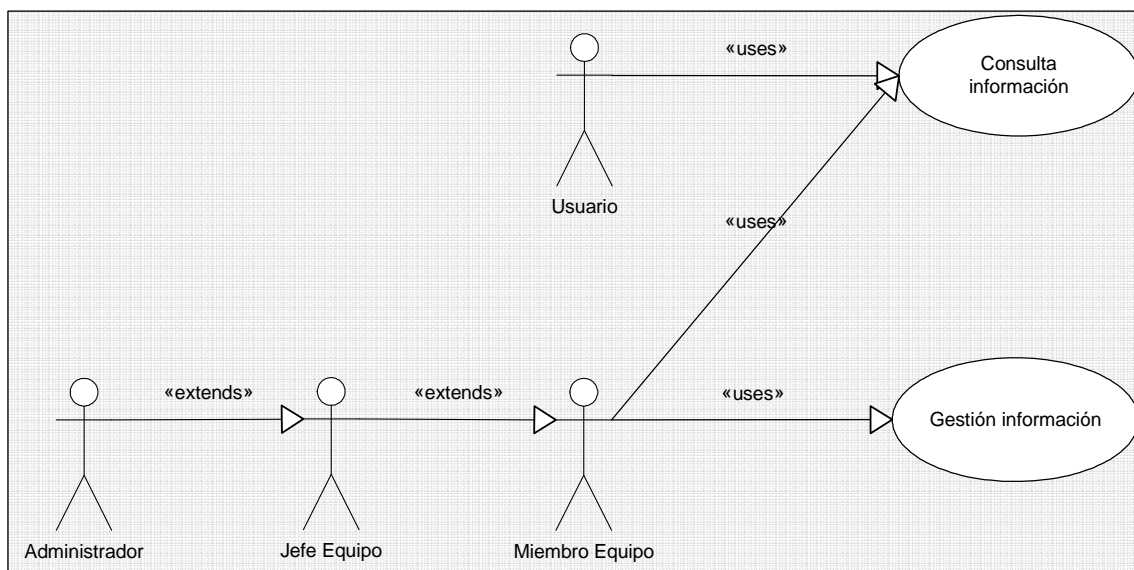 «uses»
Consulta
información
Usuario
«uses»
«extends»
«extends»
«uses»
Gestión información
Administrador
Jefe Equipo
Miembro Equipo